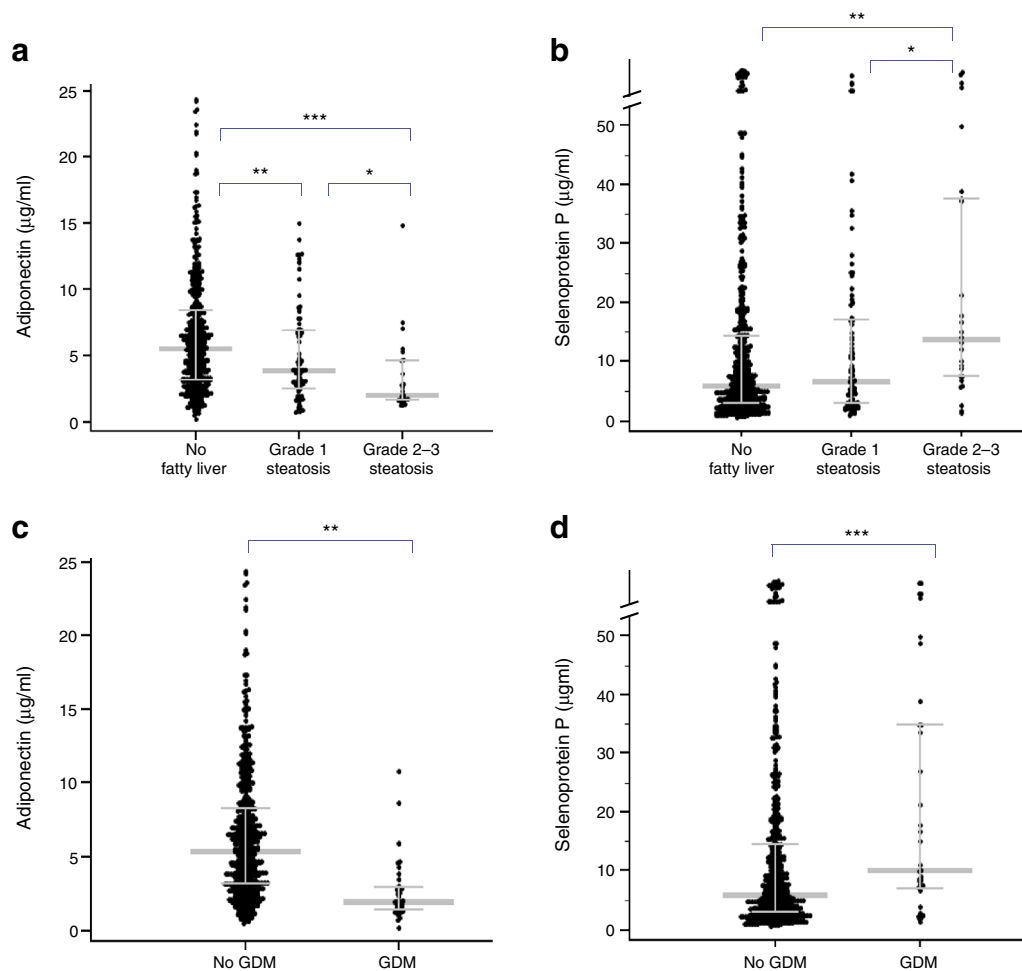 a
25
20
15
10
5
0
Adiponectin (μg/ml)
***
**
*
No
fatty liver
Grade 1
steatosis
Grade 2–3
steatosis
b
50
40
30
20
10
0
Selenoprotein P (μg/ml)
**
*
No
fatty liver
Grade 1
steatosis
Grade 2–3
steatosis
c
25
20
15
10
5
0
Adiponectin (μg/ml)
**
No GDM
GDM
d
50
40
30
20
10
0
Selenoprotein P (μgml)
***
No GDM
GDM